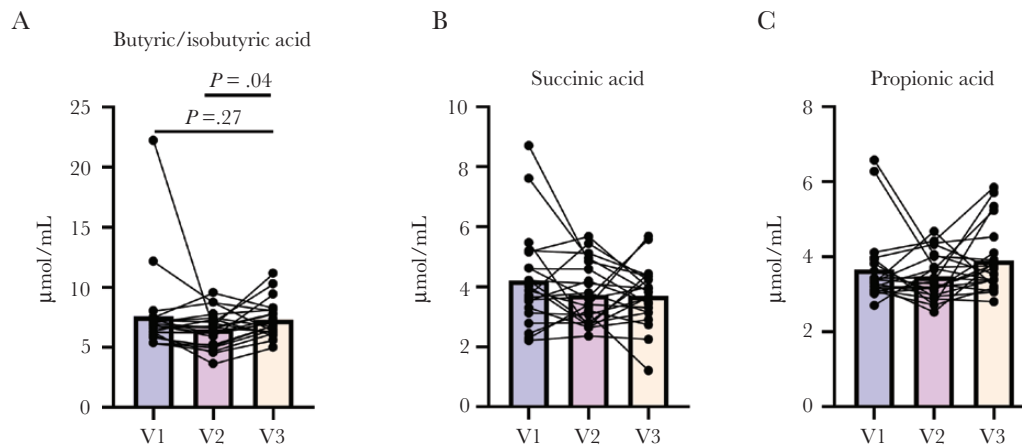 A
Butyric/isobutyric acid
P = .04
P =.27
25
20
15
10
5
0
μmol/mL
V1 V2 V3
B
Succinic acid
10
8
6
4
2
0
μmol/mL
V1 V2 V3
C
Propionic acid
8
6
4
2
0
μmol/mL
V1 V2 V3